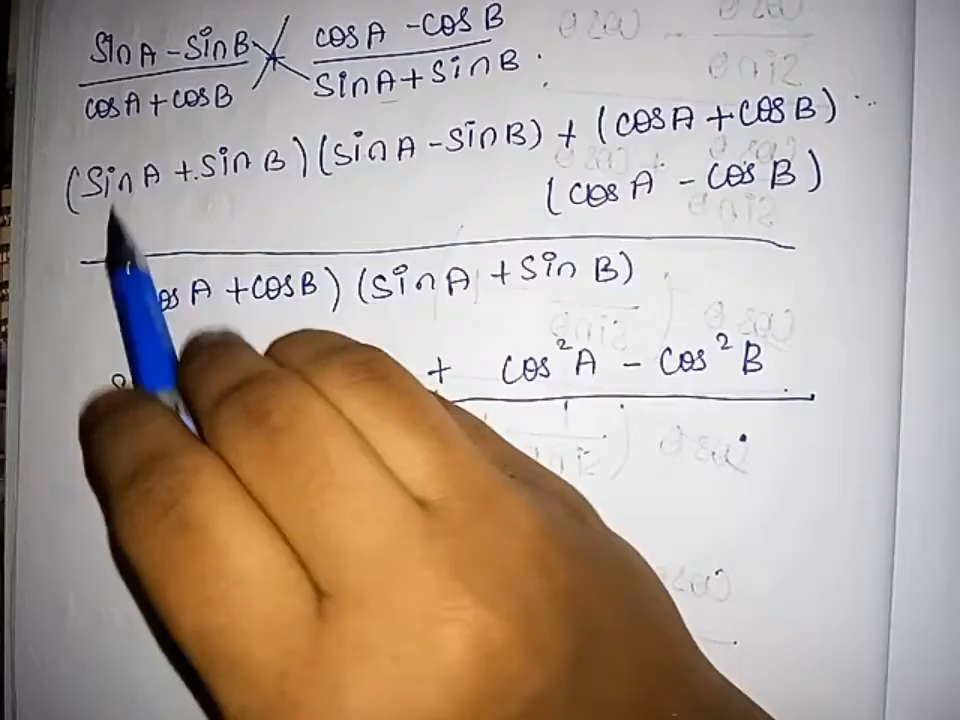 SinA - SinB cosA - cosB
cosA + cosB SinA + SinB
(SinA + SinB) (SinA - SinB) + (cosA + cosB)
(cosA - cosB)
A + cosB) (SinA + SinB)
+ cos²A - cos²B